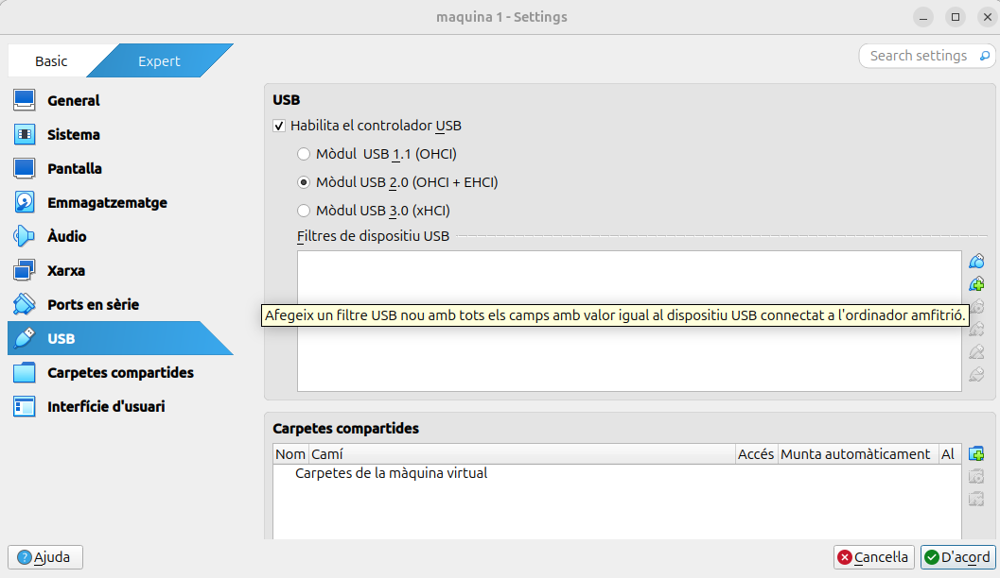 maquina 1 - Settings
Basic
Expert
Search settings
General
Sistema
Pantalla
Emmagatzematge
Àudio
Xarxa
Ports en sèrie
USB
Carpetes compartides
Interfície d'usuari
USB
Habilita el controlador USB
Mòdul USB 1.1 (OHCI)
Mòdul USB 2.0 (OHCI + EHCI)
Mòdul USB 3.0 (xHCI)
Filtres de dispositiu USB
Afegeix un filtre USB nou amb tots els camps amb valor igual al dispositiu USB connectat a l'ordinador amfitrió.
Carpetes compartides
Nom Camí Accés Munta automàticament Al
Carpetes de la màquina virtual
Ajuda
Cancel·la
D'acord